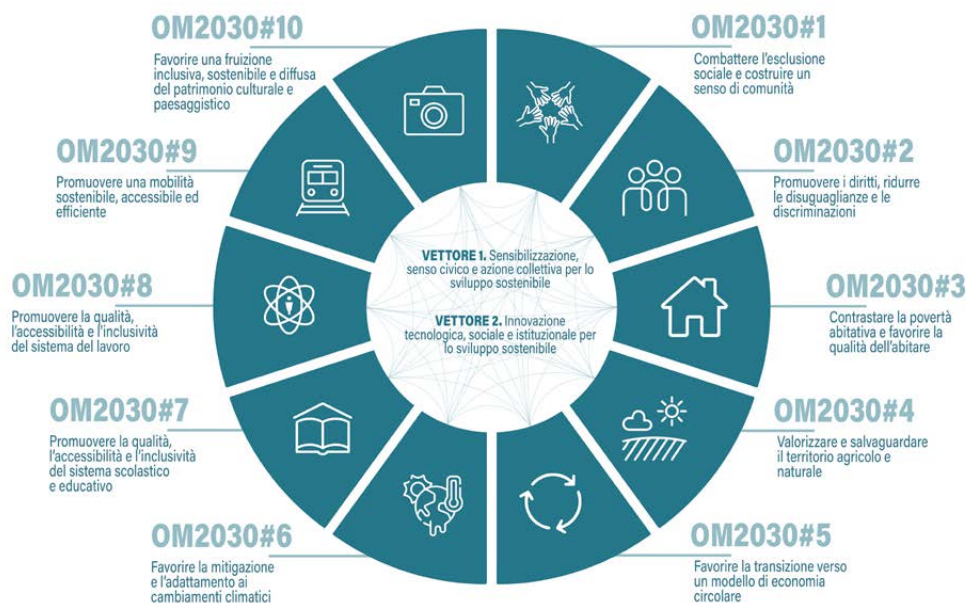 OM2030#10
Favorire una fruizione
inclusiva, sostenibile e diffusa
del patrimonio culturale e
paesaggistico
OM2030#1
Combattere l'esclusione
sociale e costruire un
senso di comunità
OM2030#9
Promuovere una mobilità
sostenibile, accessibile ed
efficiente
OM2030#2
Promuovere i diritti, ridurre
le disuguaglianze e le
discriminazioni
VETTORE 1. Sensibilizzazione,
senso civico e azione collettiva per lo
sviluppo sostenibile
VETTORE 2. Innovazione
tecnologica, sociale e istituzionale per
lo sviluppo sostenibile
OM2030#8
Promuovere la qualità,
l'accessibilità e l'inclusività
del sistema del lavoro
OM2030#3
Contrastare la povertà
abitativa e favorire la
qualità dell'abitare
OM2030#7
Promuovere la qualità,
l'accessibilità e l'inclusività
del sistema scolastico
e educativo
OM2030#4
Valorizzare e salvaguardare
il territorio agricolo e
naturale
OM2030#6
Favorire la mitigazione
e l'adattamento ai
cambiamenti climatici
OM2030#5
Favorire la transizione verso
un modello di economia
circolare